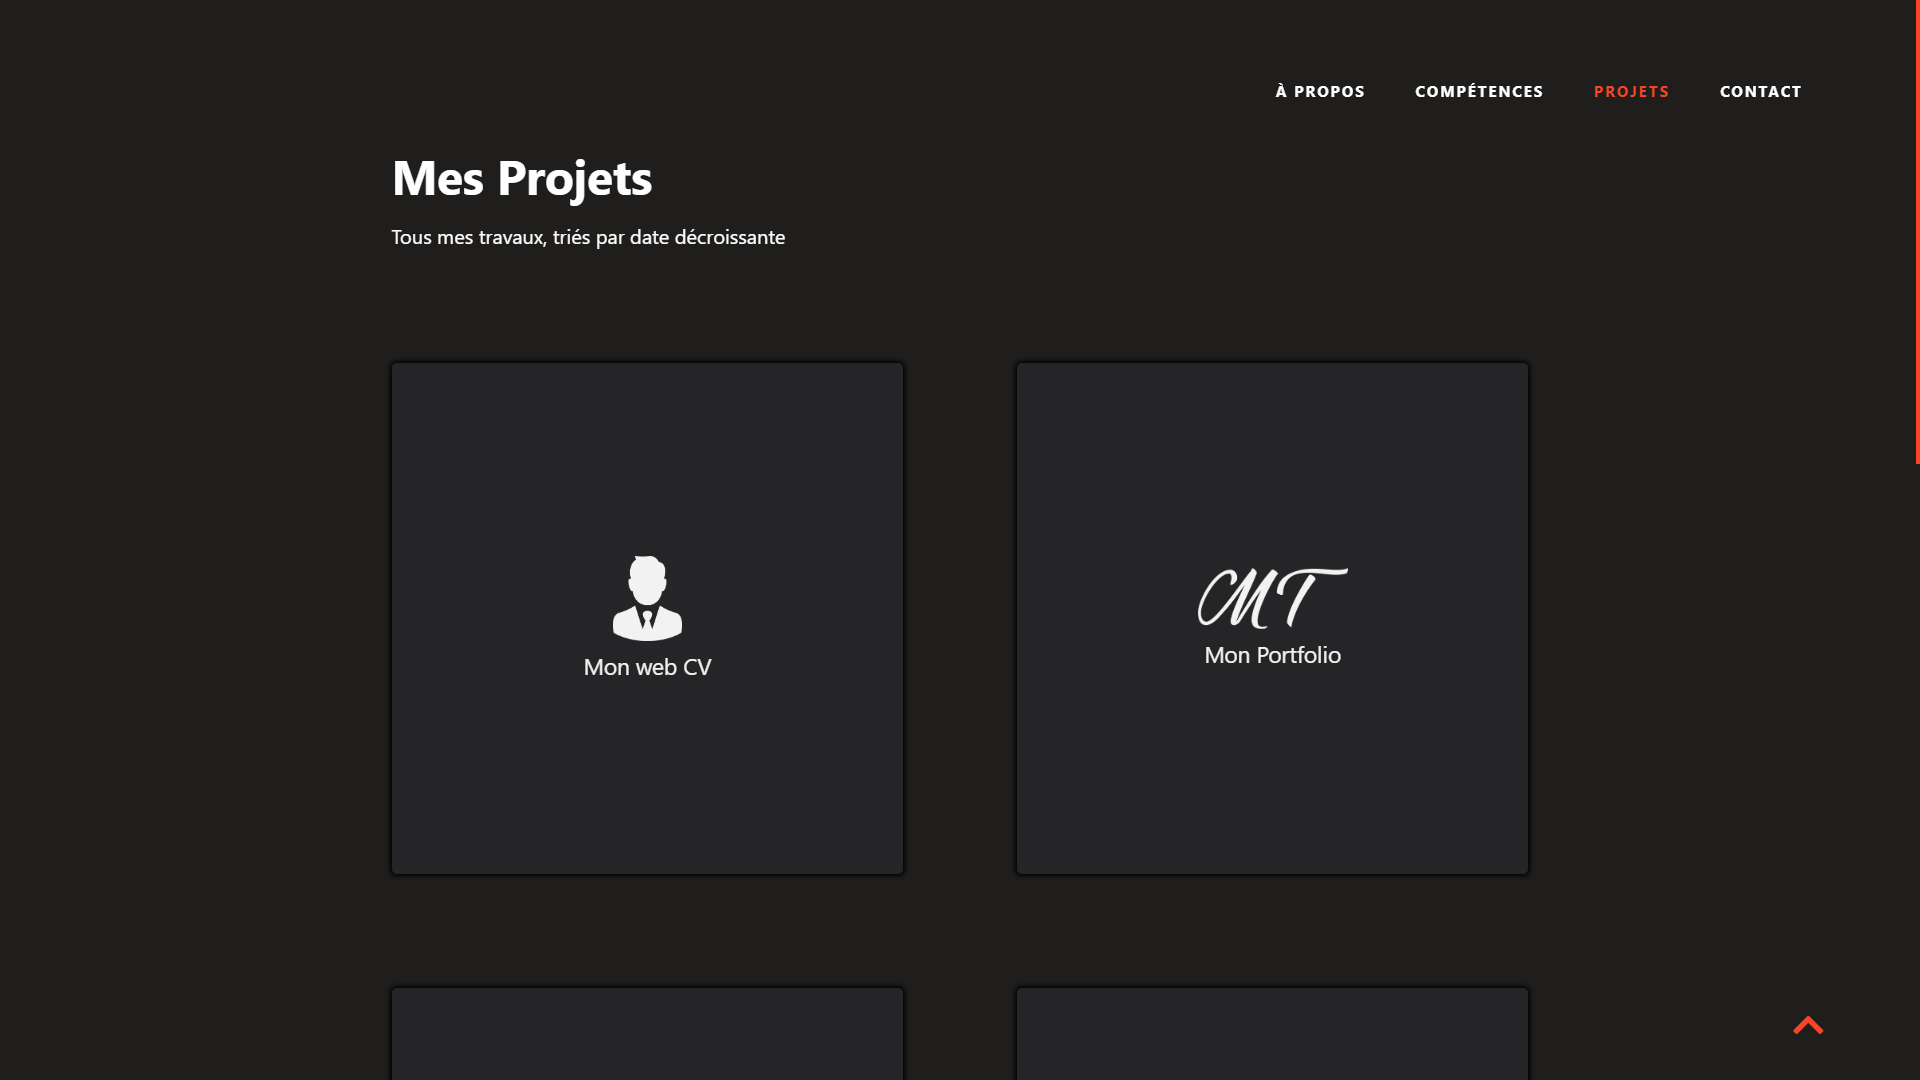 À PROPOS COMPÉTENCES PROJETS CONTACT
Mes Projets
Tous mes travaux, triés par date décroissante
MT
Mon web CV
Mon Portfolio